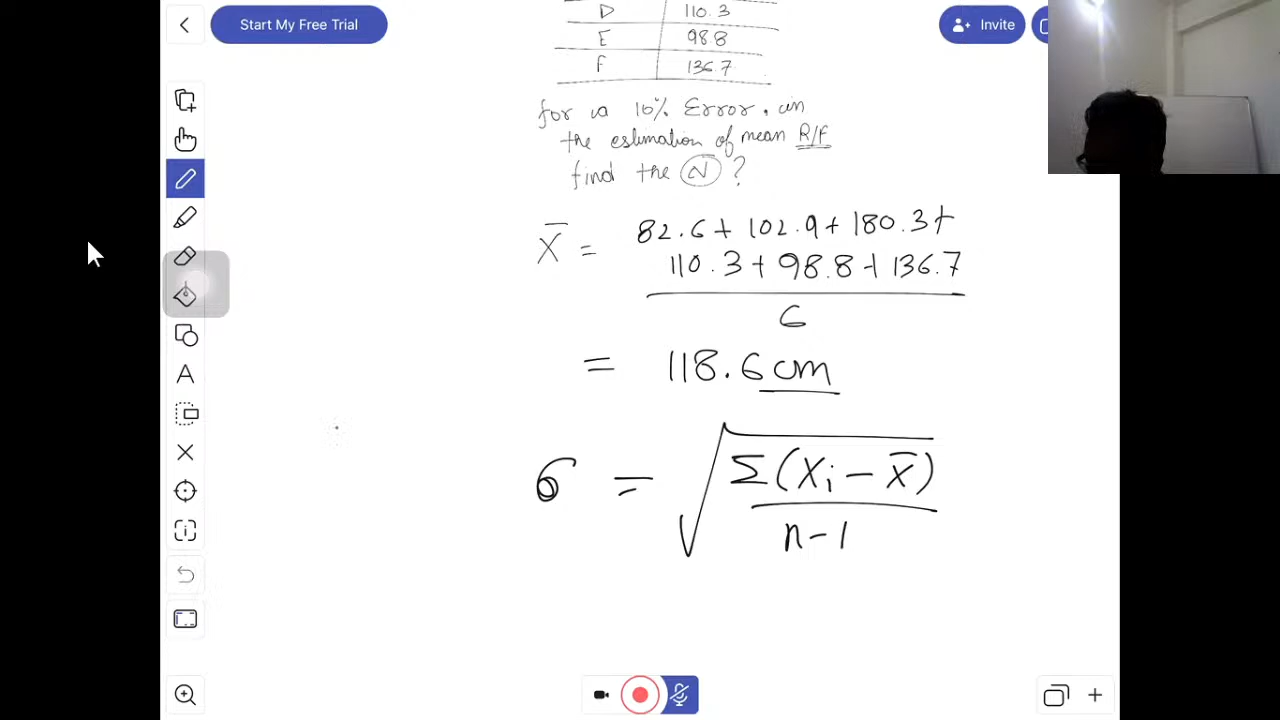 Start My Free Trial
Invite
D 110.3
E 98.8
F 136.7
for a 10% Error. in
the estimation of mean R/F
find the N ?
X̅ = 82.6 + 102.9 + 180.3 +
110.3 + 98.8 + 136.7
6
= 118.6 cm
σ = √ Σ(Xi − x̅)
n-1
A